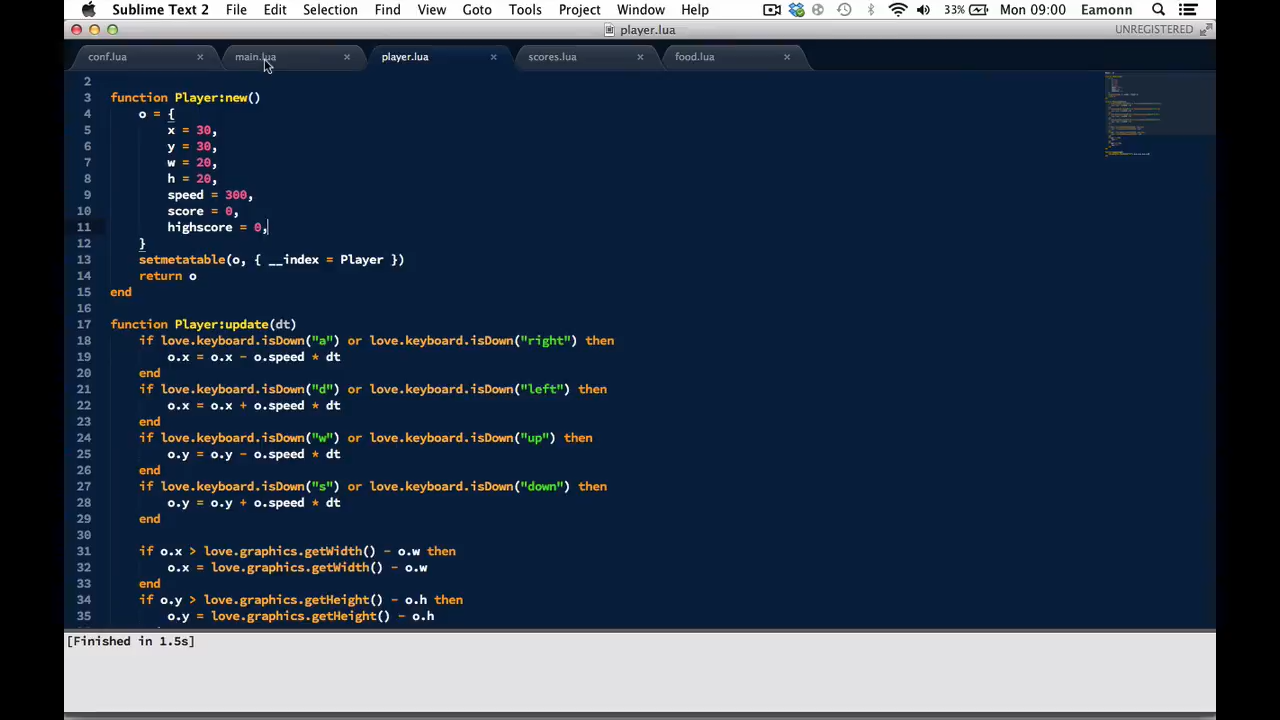 Sublime Text 2 File Edit Selection Find View Goto Tools Project Window Help 33% Mon 09:00 Eamonn
player.lua UNREGISTERED
conf.lua main.lua player.lua scores.lua food.lua
2
3 function Player:new()
4 o = {
5 x = 30,
6 y = 30,
7 w = 20,
8 h = 20,
9 speed = 300,
10 score = 0,
11 highscore = 0,
12 }
13 setmetatable(o, { __index = Player })
14 return o
15 end
16
17 function Player:update(dt)
18 if love.keyboard.isDown("a") or love.keyboard.isDown("right") then
19 o.x = o.x - o.speed * dt
20 end
21 if love.keyboard.isDown("d") or love.keyboard.isDown("left") then
22 o.x = o.x + o.speed * dt
23 end
24 if love.keyboard.isDown("w") or love.keyboard.isDown("up") then
25 o.y = o.y - o.speed * dt
26 end
27 if love.keyboard.isDown("s") or love.keyboard.isDown("down") then
28 o.y = o.y + o.speed * dt
29 end
30
31 if o.x > love.graphics.getWidth() - o.w then
32 o.x = love.graphics.getWidth() - o.w
33 end
34 if o.y > love.graphics.getHeight() - o.h then
35 o.y = love.graphics.getHeight() - o.h
[Finished in 1.5s]